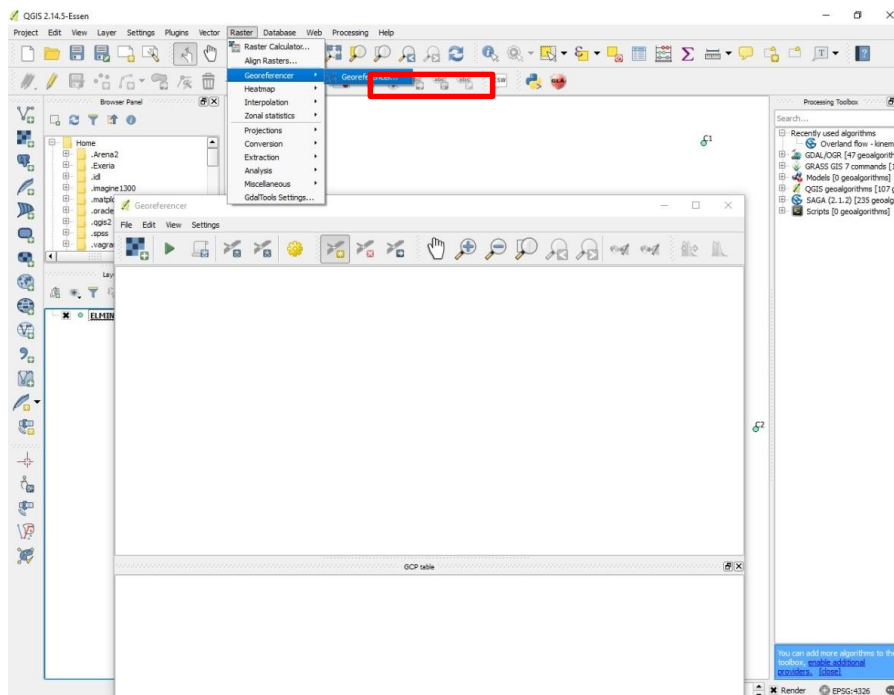 QGIS 2.14.5-Essen
Project Edit View Layer Settings Plugins Vector Raster Database Web Processing Help
Raster Calculator...
Align Rasters...
Georeferencer
Heatmap
Interpolation
Zonal statistics
Projections
Conversion
Extraction
Analysis
Miscellaneous
GdalTools Settings...
Browser Panel
Home
.Arena2
.Exeria
.idl
.imagine1300
.qgis2
.spss
Georeferencer
File Edit View Settings
ELMIN
GCP table
C1
C2
Processing Toolbox
Search...
Recently used algorithms
Overland flow - kinem
GDAL/OGR [47 geoalgorith
GRASS GIS 7 commands [
Models [0 geoalgorithms]
QGIS geoalgorithms [107 g
SAGA (2.1.2) [235 geoalg
Scripts [0 geoalgorithms]
You can add more algorithms to the
toolbox, enable additional
providers. [close]
Render EPSG:4326